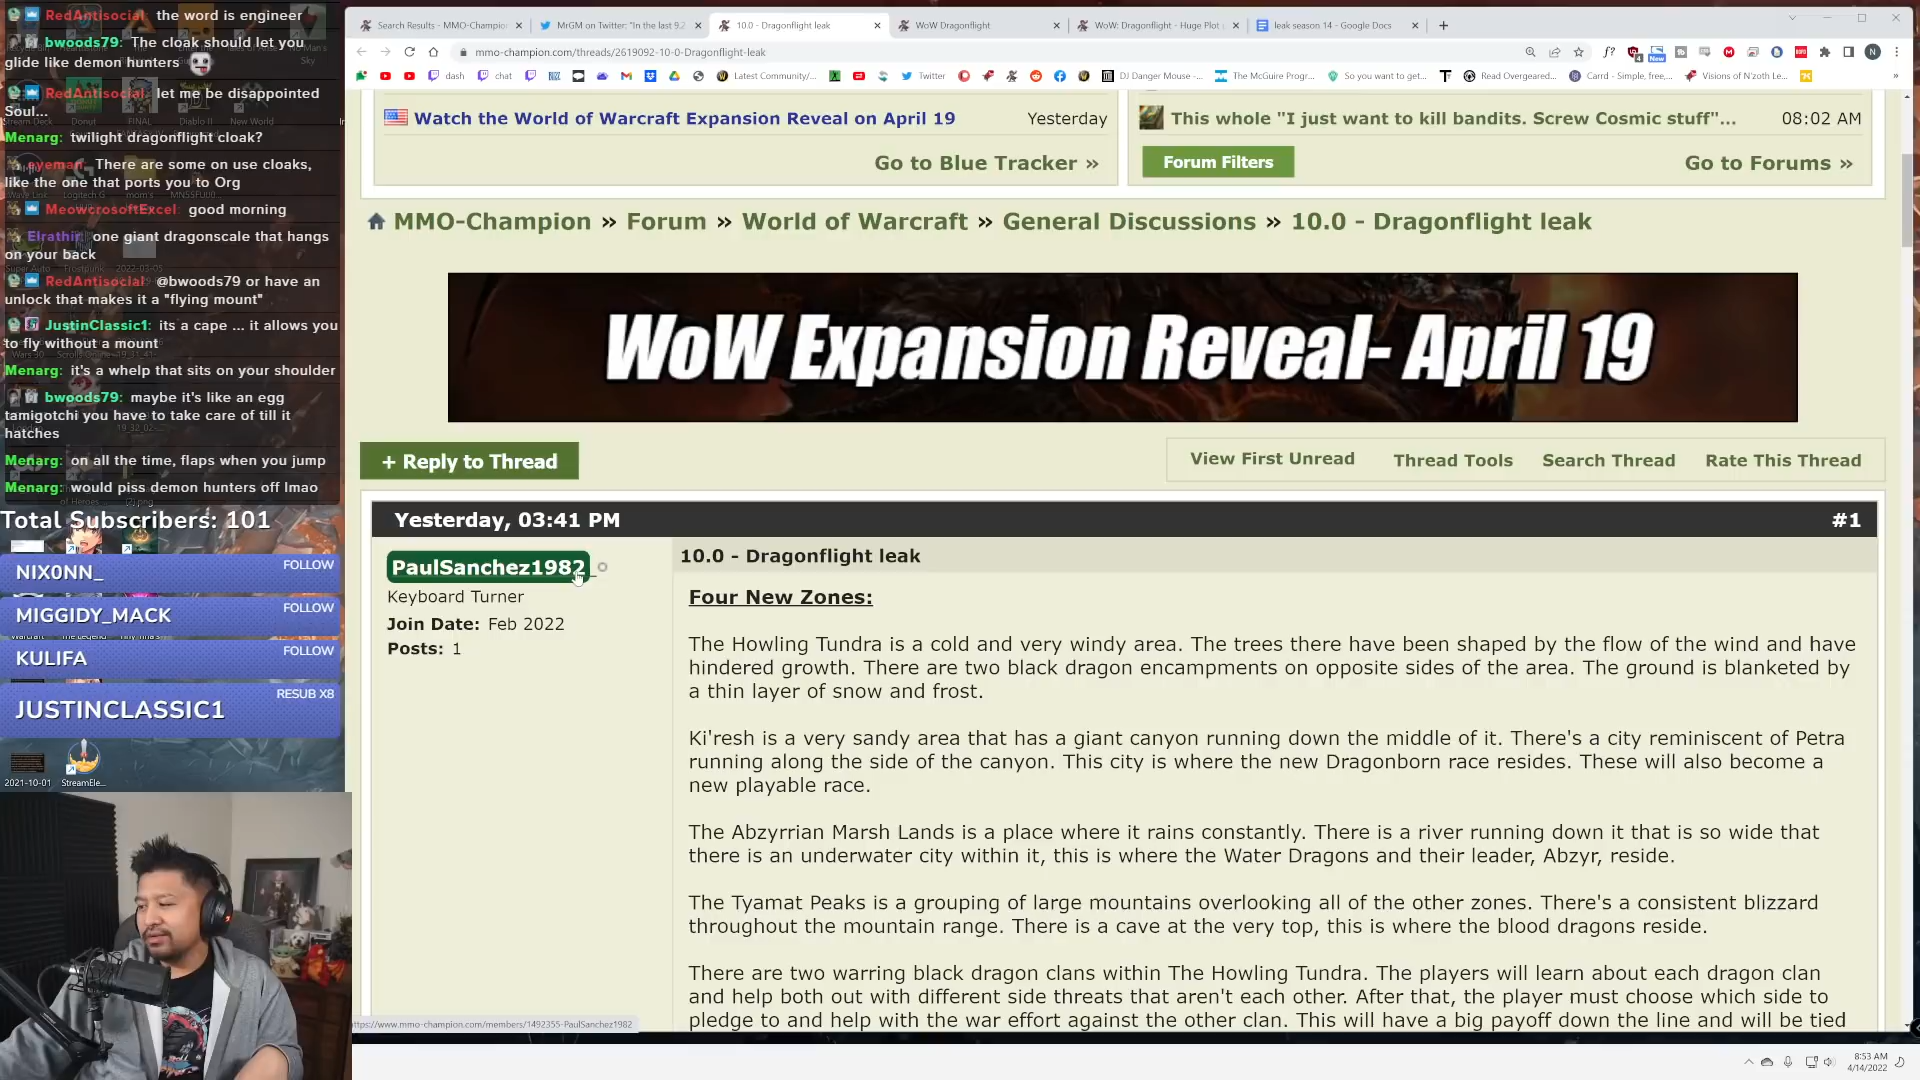 RedAntisocial: the word is engineer
bwoods79: The cloak should let you
glide like demon hunters
RedAntisocial: let me be disappointed
Soul...
Menarg: twilight dragonflight cloak?
eyeman: There are some on use cloaks,
like the one that ports you to Org
MeowcrosoftExcel: good morning
Elrathir: one giant dragonscale that hangs
on your back
RedAntisocial: @bwoods79 or have an
unlock that makes it a "flying mount"
JustinClassic1: its a cape ... it allows you
to fly without a mount
Menarg: it's a whelp that sits on your shoulder
bwoods79: maybe it's like an egg
tamigotchi you have to take care of till it
hatches
Menarg: on all the time, flaps when you jump
Menarg: would piss demon hunters off lmao
Total Subscribers: 101
NIX0NN_ FOLLOW
MIGGIDY_MACK FOLLOW
KULIFA FOLLOW
RESUB X8
JUSTINCLASSIC1
2021-10-01 StreamEle...
Search Results - MMO-Champion
MrGM on Twitter: "In the last 9.2
10.0 - Dragonflight leak
WoW Dragonflight
WoW: Dragonflight - Huge Plot
leak season 14 - Google Docs
mmo-champion.com/threads/2619092-10-0-Dragonflight-leak
dash chat Latest Community/... Twitter DJ Danger Mouse -... The McGuire Progr... So you want to get... Read Overgeared... Carrd - Simple, free,... Visions of N'zoth Le...
Watch the World of Warcraft Expansion Reveal on April 19 Yesterday
Go to Blue Tracker »
This whole "I just want to kill bandits. Screw Cosmic stuff"... 08:02 AM
Forum Filters Go to Forums »
MMO-Champion » Forum » World of Warcraft » General Discussions » 10.0 - Dragonflight leak
WoW Expansion Reveal- April 19
+ Reply to Thread
View First Unread Thread Tools Search Thread Rate This Thread
Yesterday, 03:41 PM #1
PaulSanchez1982
Keyboard Turner
Join Date: Feb 2022
Posts: 1
10.0 - Dragonflight leak
Four New Zones:
The Howling Tundra is a cold and very windy area. The trees there have been shaped by the flow of the wind and have
hindered growth. There are two black dragon encampments on opposite sides of the area. The ground is blanketed by
a thin layer of snow and frost.
Ki'resh is a very sandy area that has a giant canyon running down the middle of it. There's a city reminiscent of Petra
running along the side of the canyon. This city is where the new Dragonborn race resides. These will also become a
new playable race.
The Abzyrrian Marsh Lands is a place where it rains constantly. There is a river running down it that is so wide that
there is an underwater city within it, this is where the Water Dragons and their leader, Abzyr, reside.
The Tyamat Peaks is a grouping of large mountains overlooking all of the other zones. There's a consistent blizzard
throughout the mountain range. There is a cave at the very top, this is where the blood dragons reside.
There are two warring black dragon clans within The Howling Tundra. The players will learn about each dragon clan
and help both out with different side threats that aren't each other. After that, the player must choose which side to
pledge to and help with the war effort against the other clan. This will have a big payoff down the line and will be tied
https://www.mmo-champion.com/members/1492355-PaulSanchez1982
8:53 AM
4/14/2022